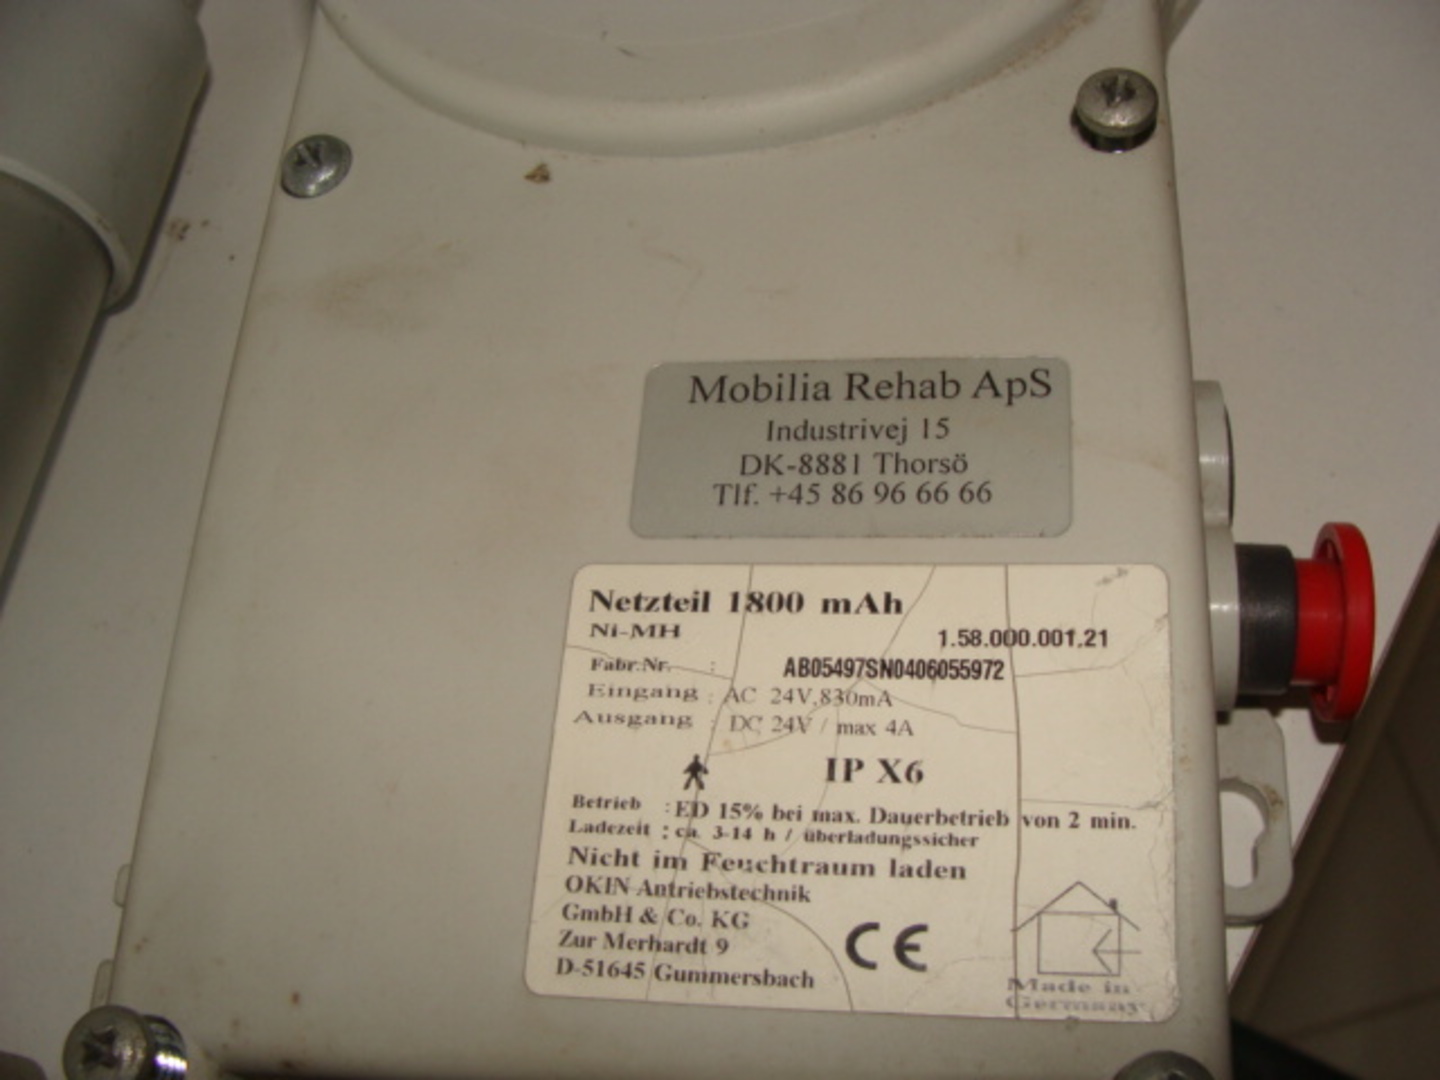 Mobilia Rehab ApS
Industrivej 15
DK-8881 Thorsö
Tlf. +45 86 96 66 66
Netzteil 1800 mAh
Ni-MH
1.58.000.001.21
Fabr.Nr. : AB05497SN0406055972
Eingang : AC 24V,830mA
Ausgang : DC 24V / max 4A
IP X6
Betrieb : ED 15% bei max. Dauerbetrieb von 2 min.
Ladezeit : ca. 3-14 h / überladungssicher
Nicht im Feuchtraum laden
OKIN Antriebstechnik
GmbH & Co. KG
Zur Merhardt 9
D-51645 Gummersbach
CE
Made in
Germany